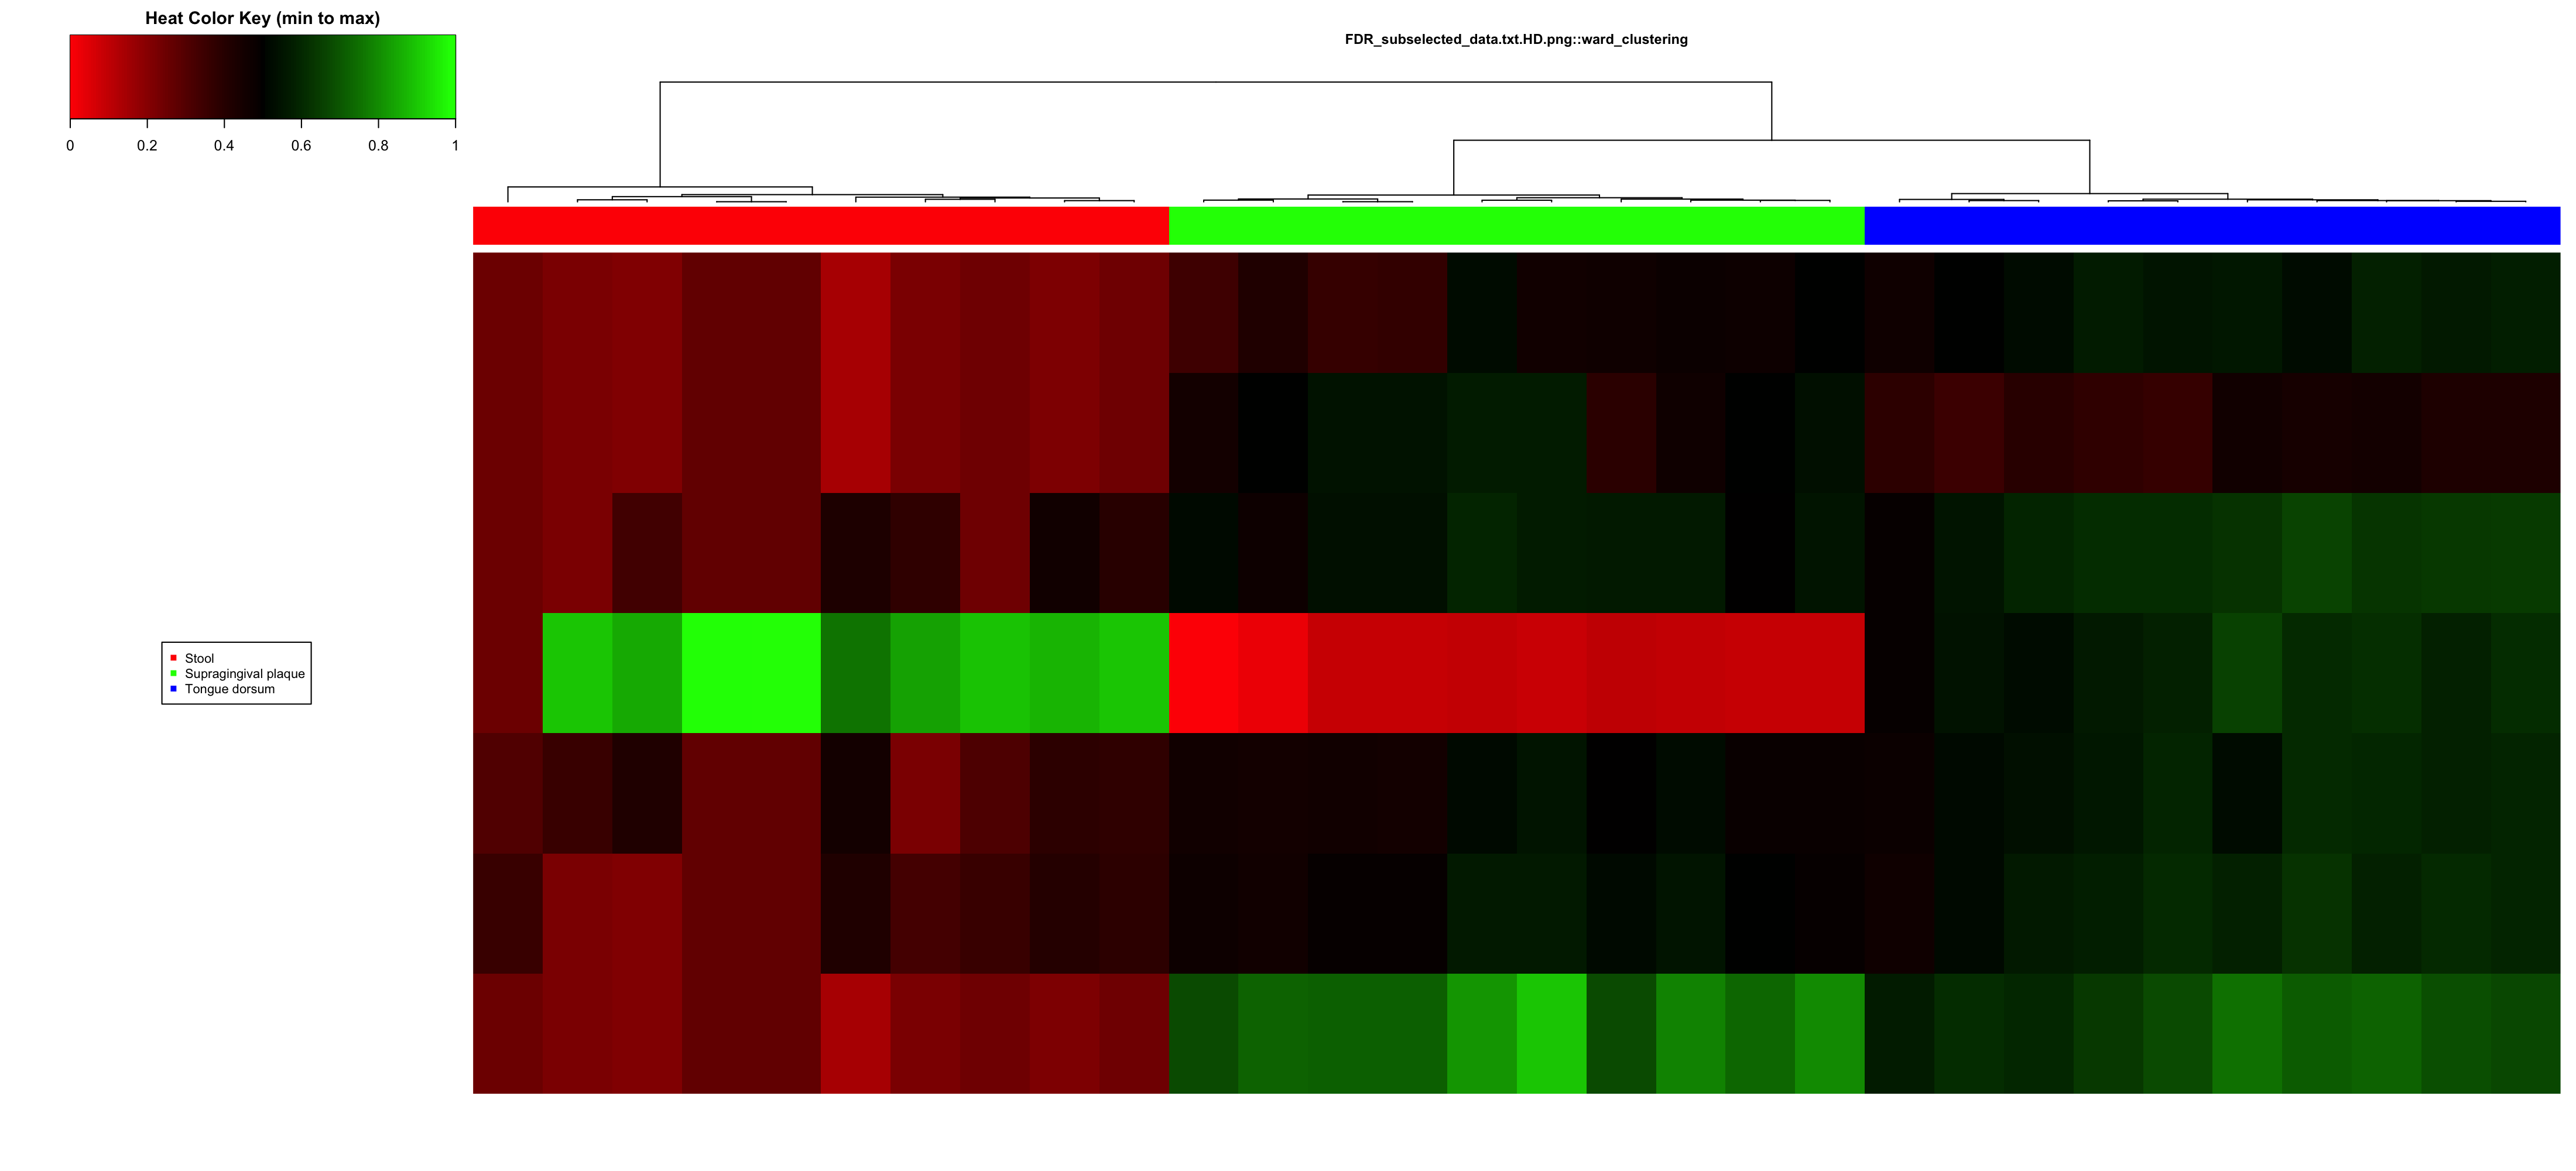 Heat Color Key (min to max)
0 0.2 0.4 0.6 0.8 1
FDR_subselected_data.txt.HD.png::ward_clustering
Stool
Supragingival plaque
Tongue dorsum